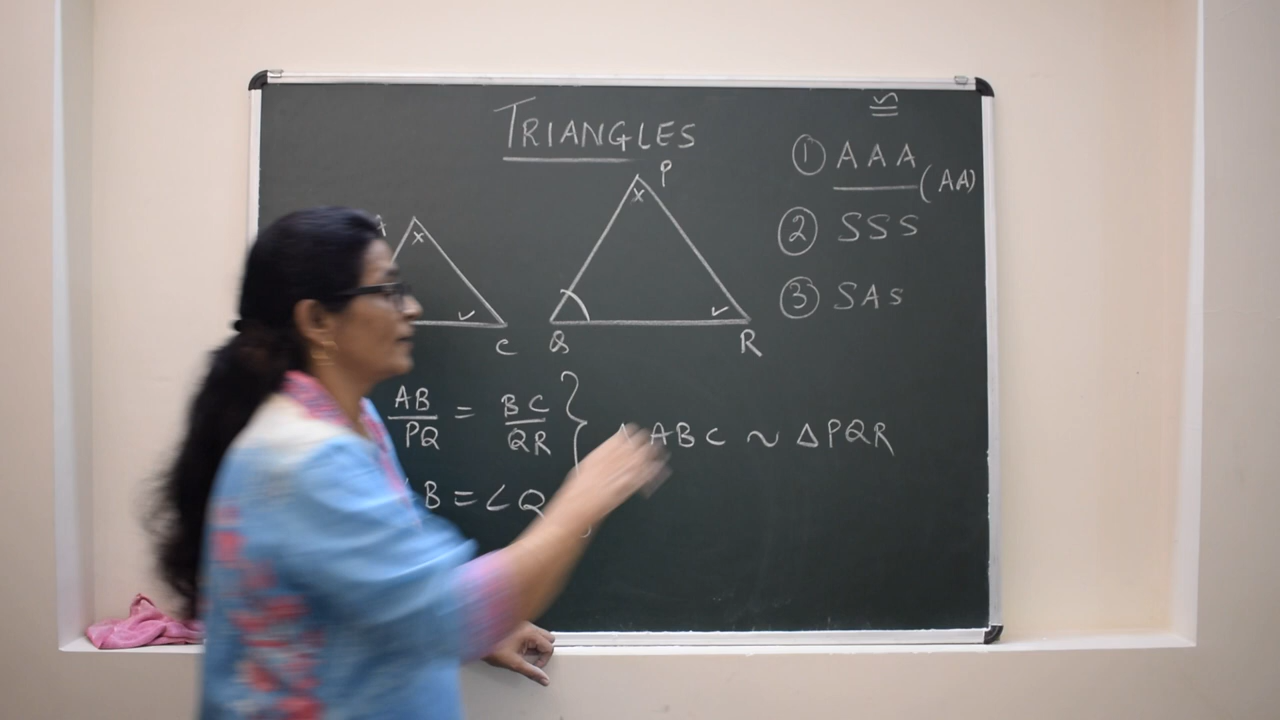 TRIANGLES
≌
① AAA
(AA)
② SSS
③ SAS
P
C
Q
R
AB/PQ = BC/QR } ABC ~ ΔPQR
B = ∠Q